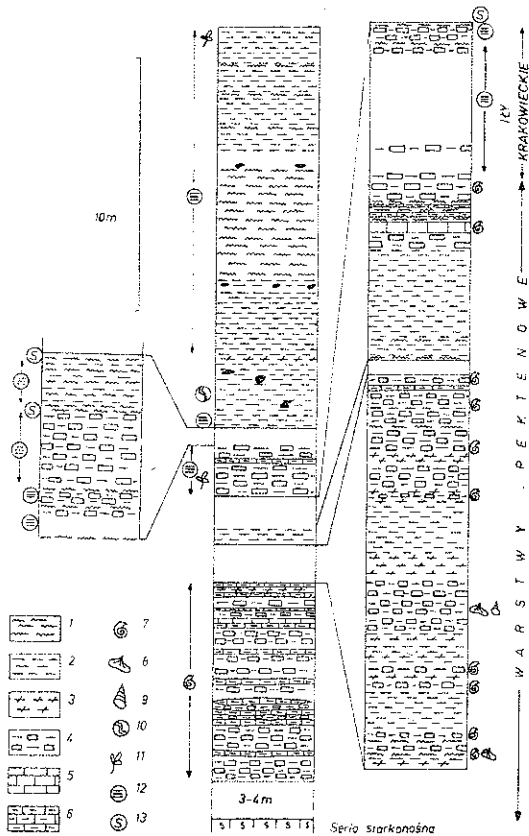 S
IŁY
KRAKOWIECKIE
10m
S
S
WARSTWY PEKTENOWE
1
2
3
4
5
6
7
8
9
10
11
12
13
S
3-4m
S S S S S
Seria siarkonośna